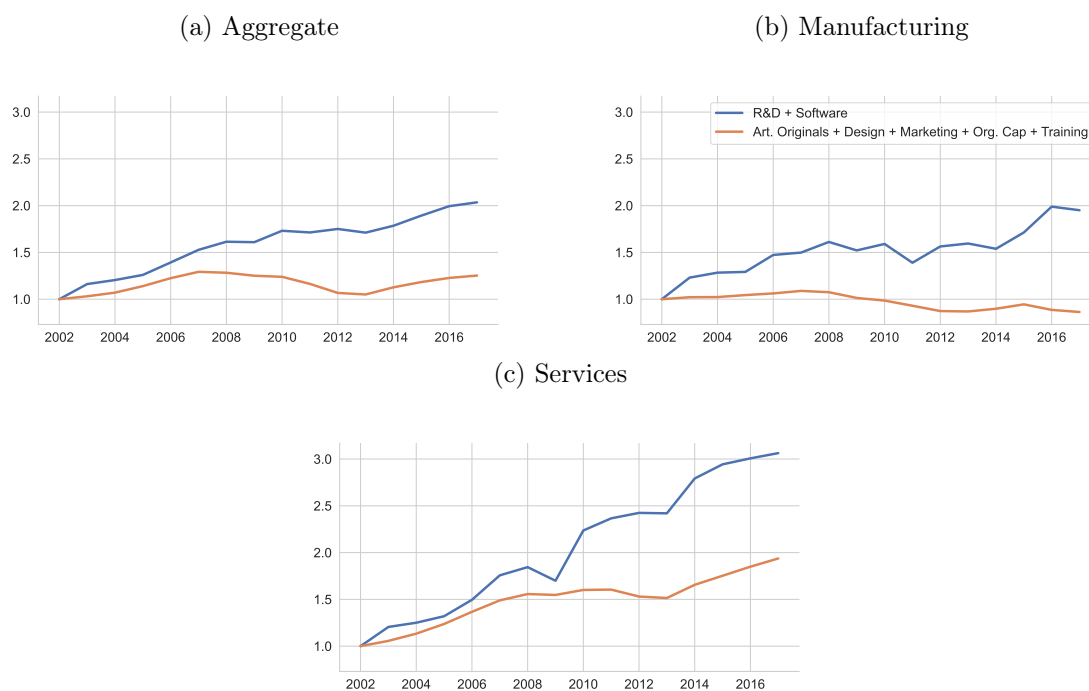 (a) Aggregate
(b) Manufacturing
3.0
2.5
2.0
1.5
1.0
2002 2004 2006 2008 2010 2012 2014 2016
3.0
2.5
2.0
1.5
1.0
R&D + Software
Art. Originals + Design + Marketing + Org. Cap + Training
2002 2004 2006 2008 2010 2012 2014 2016
(c) Services
3.0
2.5
2.0
1.5
1.0
2002 2004 2006 2008 2010 2012 2014 2016